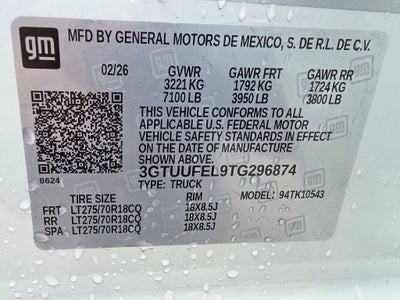 gm
MFD BY GENERAL MOTORS DE MEXICO, S. DE R.L. DE C.V.
02/26 GVWR GAWR FRT GAWR RR
3221 KG 1792 KG 1724 KG
7100 LB 3950 LB 3800 LB
THIS VEHICLE CONFORMS TO ALL
APPLICABLE U.S. FEDERAL MOTOR
VEHICLE SAFETY STANDARDS IN EFFECT
ON THE DATE OF MANUFACTURE
SHOWN ABOVE.
3GTUUFEL9TG296874
8624
TYPE: TRUCK MODEL: 94TK10543
TIRE SIZE RIM
FRT LT275/70R18CQ 18X8.5J
RR LT275/70R18CQ 18X8.5J
SPA LT275/70R18CQ 18X8.5J
gm